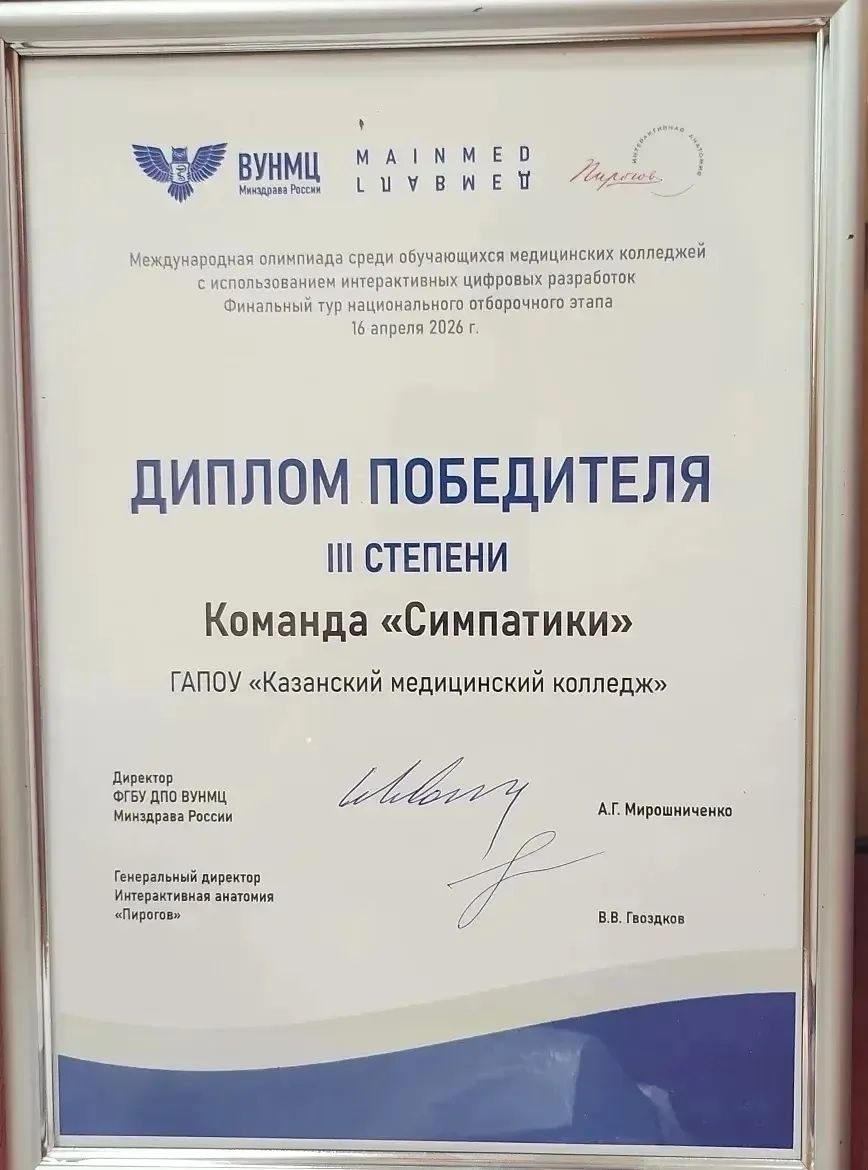 ВУНМЦ
Минздрава России
MAINMED
ГЛАВМЕД
Пирогов
ИНТЕРАКТИВНАЯ АНАТОМИЯ
Международная олимпиада среди обучающихся медицинских колледжей
с использованием интерактивных цифровых разработок
Финальный тур национального отборочного этапа
16 апреля 2026 г.
ДИПЛОМ ПОБЕДИТЕЛЯ
III СТЕПЕНИ
Команда «Симпатики»
ГАПОУ «Казанский медицинский колледж»
Директор
ФГБУ ДПО ВУНМЦ
Минздрава России
А.Г. Мирошниченко
Генеральный директор
Интерактивная анатомия
«Пирогов»
В.В. Гвоздков